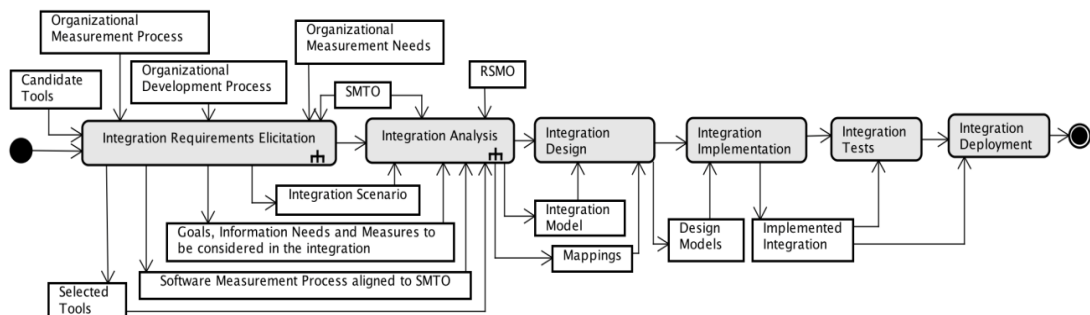 Organizational
Measurement Process
Organizational
Measurement Needs
Candidate
Tools
Organizational
Development Process
SMTO
RSMO
Integration Requirements Elicitation
Integration Analysis
Integration
Design
Integration
Implementation
Integration
Tests
Integration
Deployment
Integration Scenario
Goals, Information Needs and Measures to
be considered in the integration
Software Measurement Process aligned to SMTO
Selected
Tools
Integration
Model
Mappings
Design
Models
Implemented
Integration